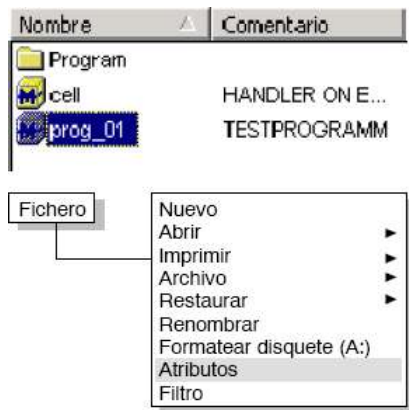 Nombre Comentario
Program
cell HANDLER ON E...
prog_01 TESTPROGRAMM
Fichero
Nuevo
Abrir
Imprimir
Archivo
Restaurar
Renombrar
Formatear disquete (A:)
Atributos
Filtro